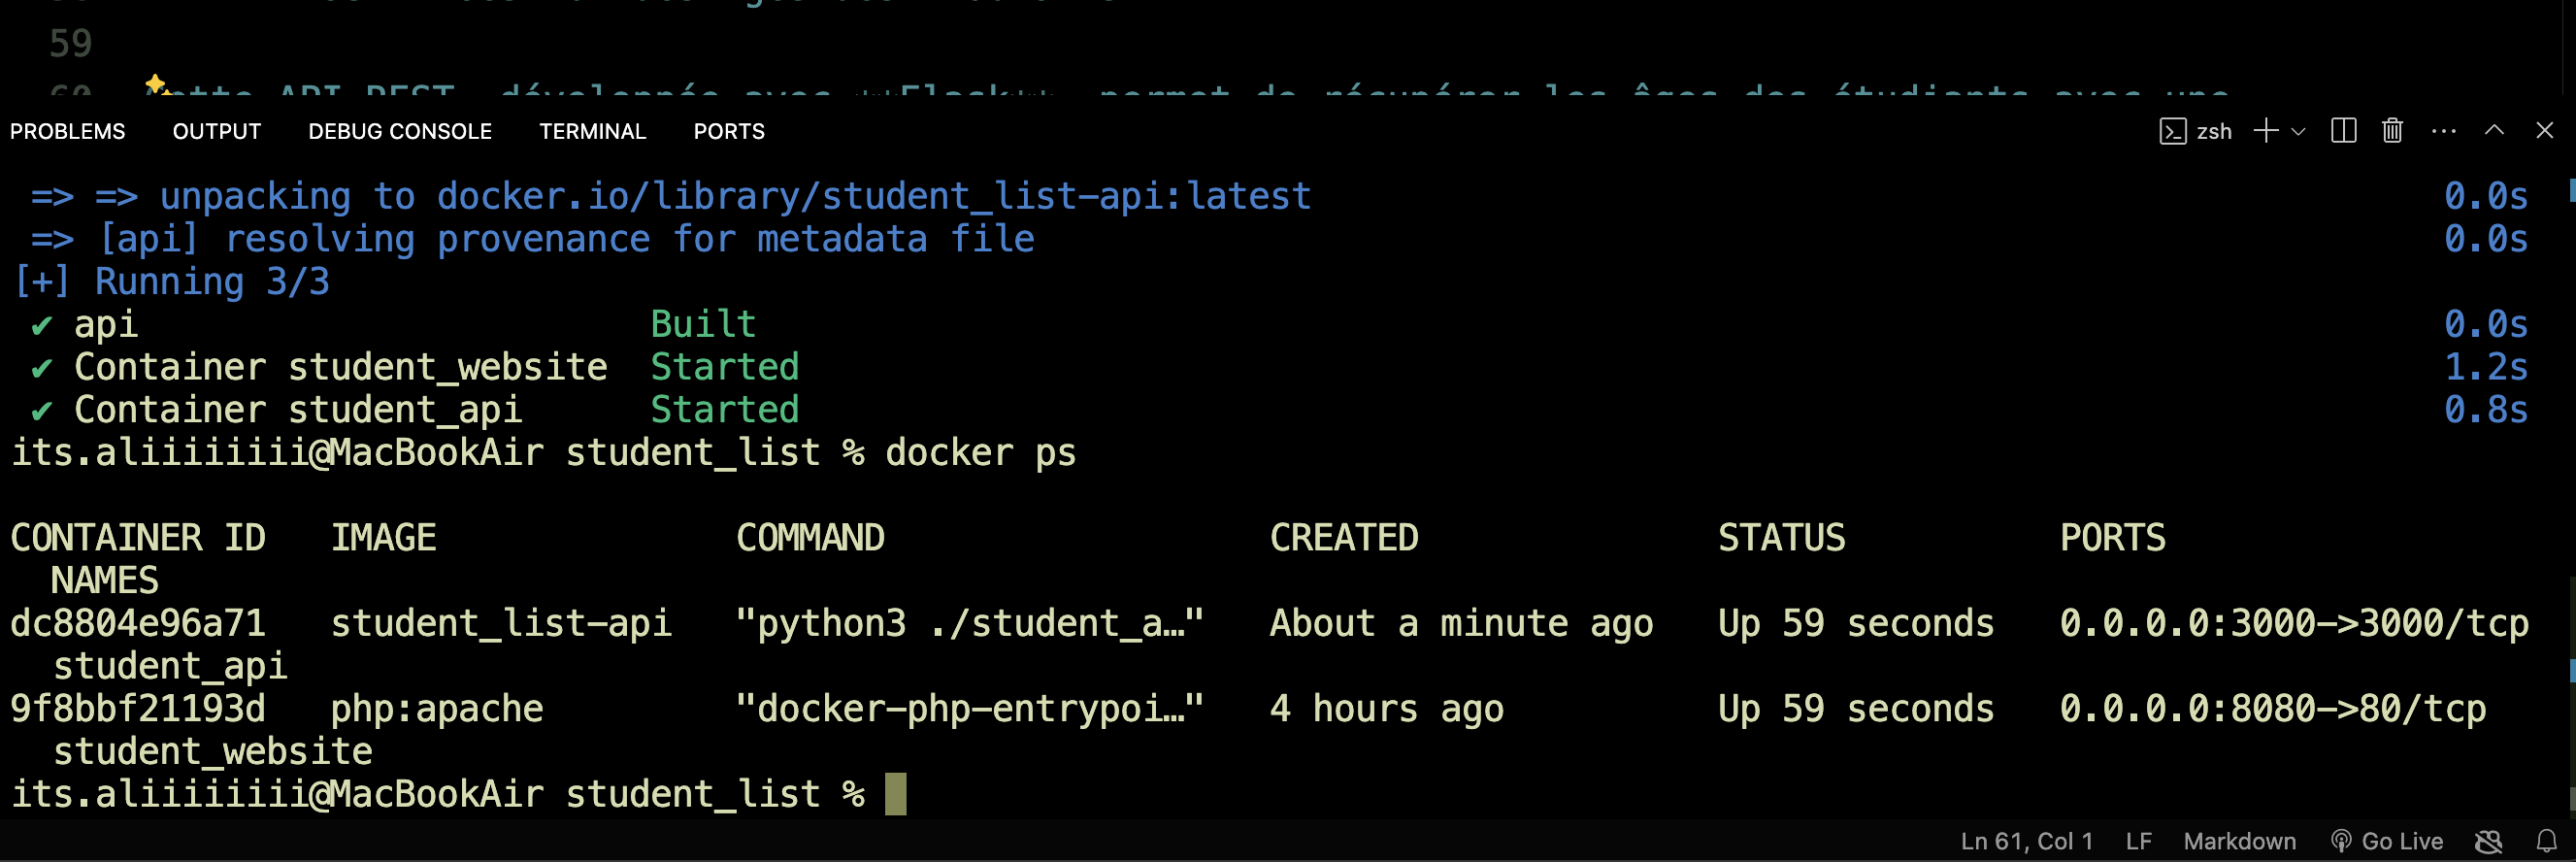 59
PROBLEMS OUTPUT DEBUG CONSOLE TERMINAL PORTS zsh
=> => unpacking to docker.io/library/student_list-api:latest 0.0s
=> [api] resolving provenance for metadata file 0.0s
[+] Running 3/3
✔ api Built 0.0s
✔ Container student_website Started 1.2s
✔ Container student_api Started 0.8s
its.aliiiiiiii@MacBookAir student_list % docker ps
CONTAINER ID IMAGE COMMAND CREATED STATUS PORTS
NAMES
dc8804e96a71 student_list-api "python3 ./student_a…" About a minute ago Up 59 seconds 0.0.0.0:3000->3000/tcp
student_api
9f8bbf21193d php:apache "docker-php-entrypoi…" 4 hours ago Up 59 seconds 0.0.0.0:8080->80/tcp
student_website
its.aliiiiiiii@MacBookAir student_list %
Ln 61, Col 1 LF Markdown Go Live